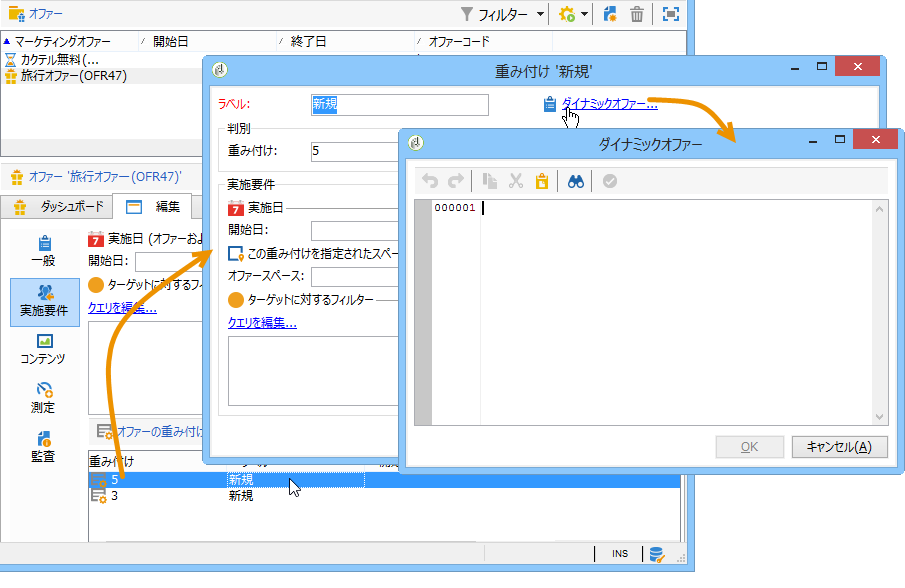 オファー
フィルター
マーケティングオファー / 開始日 / 終了日 / オファーコード
カクテル無料(...
旅行オファー(OFR47)
オファー '旅行オファー(OFR47)'
ダッシュボード
編集
一般
実施要件
コンテンツ
測定
監査
7 実施日 (オファーおよ
開始日:
ターゲットに対するフィ
クエリを編集...
オファーの重み付け
重み付け
5 新規
3 新規
INS
重み付け '新規'
ラベル: 新規
ダイナミックオファー...
判別
重み付け: 5
実施要件
7 実施日
開始日:
この重み付けを指定されたスペー
オファースペース:
ターゲットに対するフィルター
クエリを編集...
ダイナミックオファー
000001
OK
キャンセル(A)